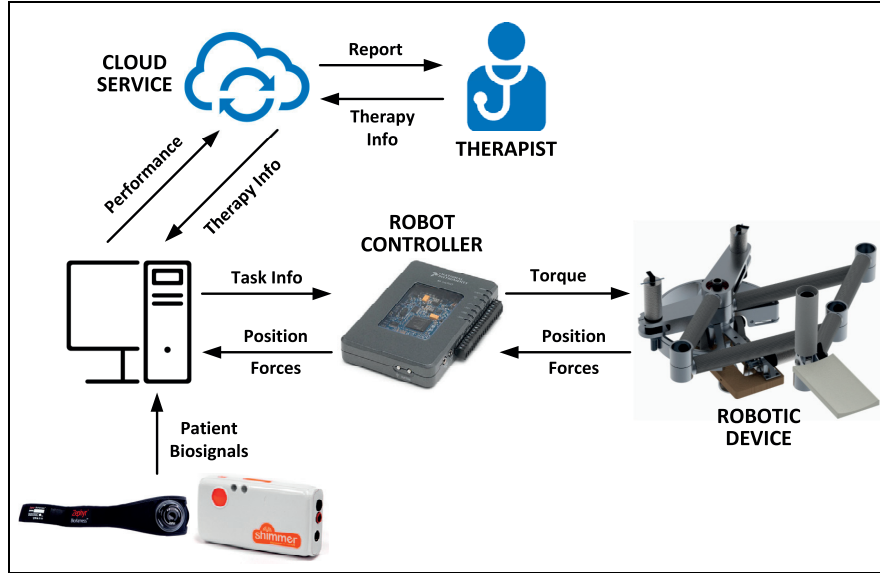 CLOUD
SERVICE
Report
Therapy
Info
THERAPIST
Performance
Therapy Info
ROBOT
CONTROLLER
Task Info
Torque
Position
Forces
Position
Forces
ROBOTIC
DEVICE
Patient
Biosignals
Zephyr
shimmer